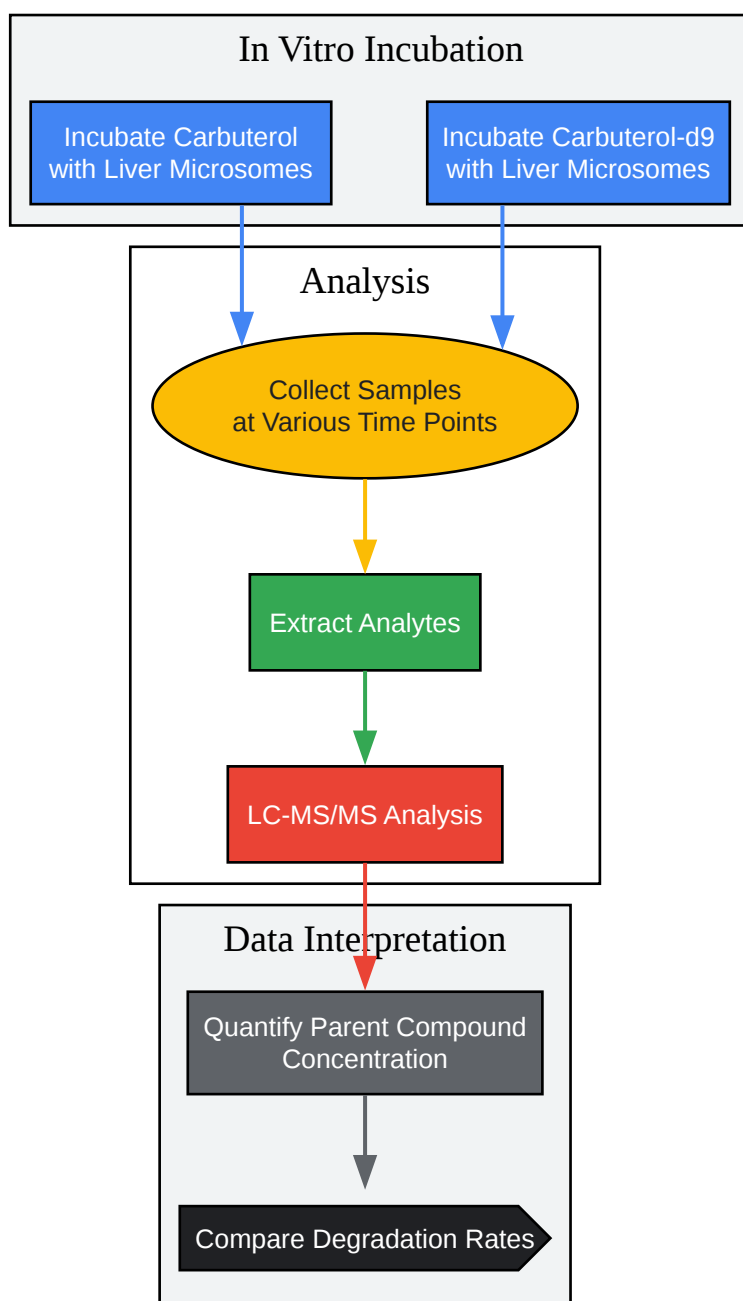 In Vitro Incubation
Incubate Carbuterol
with Liver Microsomes
Incubate Carbuterol-d9
with Liver Microsomes
Analysis
Collect Samples
at Various Time Points
Extract Analytes
LC-MS/MS Analysis
Data Interpretation
Quantify Parent Compound
Concentration
Compare Degradation Rates